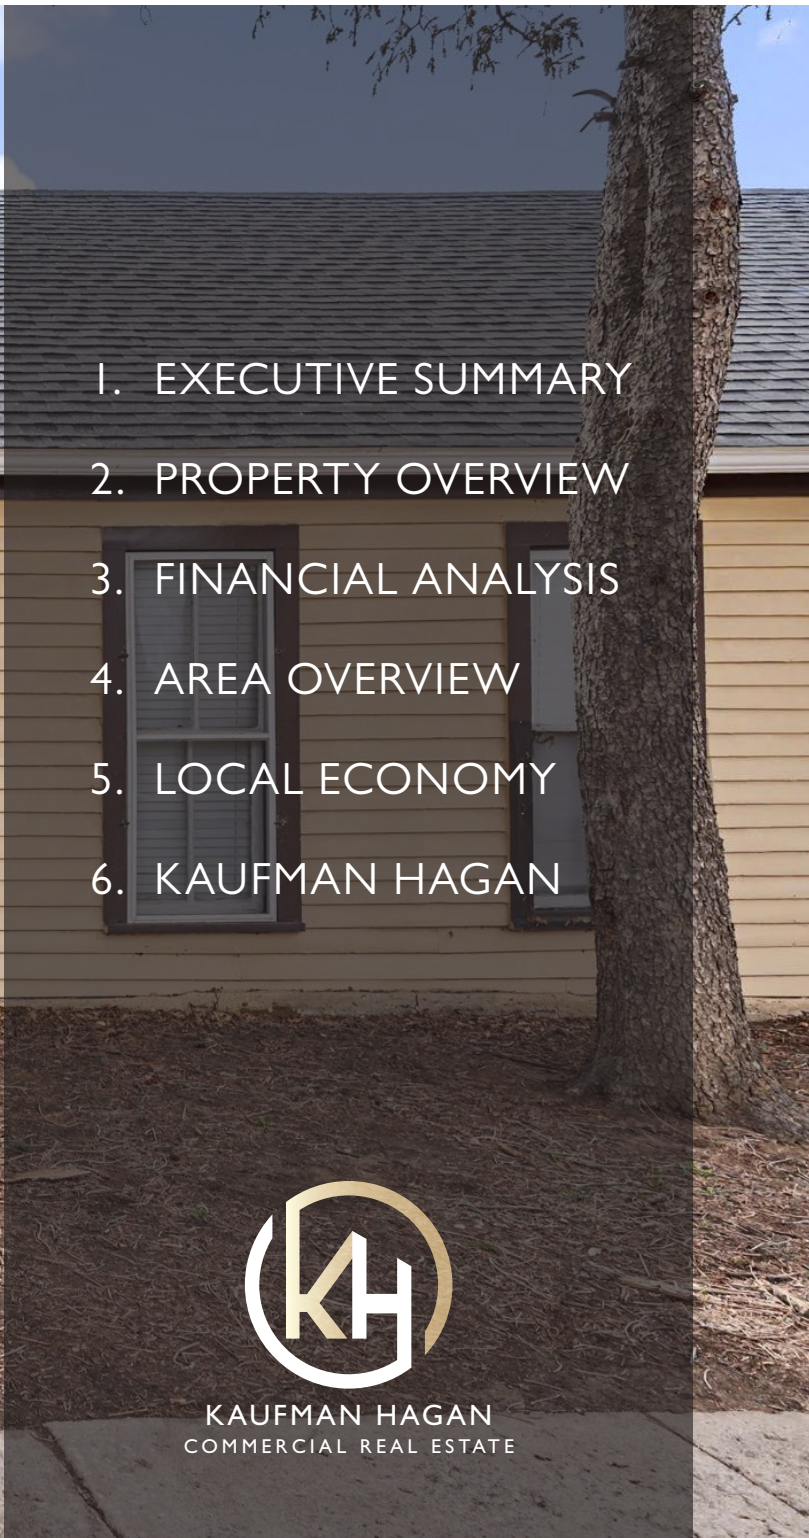 1. EXECUTIVE SUMMARY
2. PROPERTY OVERVIEW
3. FINANCIAL ANALYSIS
4. AREA OVERVIEW
5. LOCAL ECONOMY
6. KAUFMAN HAGAN
KH
KAUFMAN HAGAN
COMMERCIAL REAL ESTATE